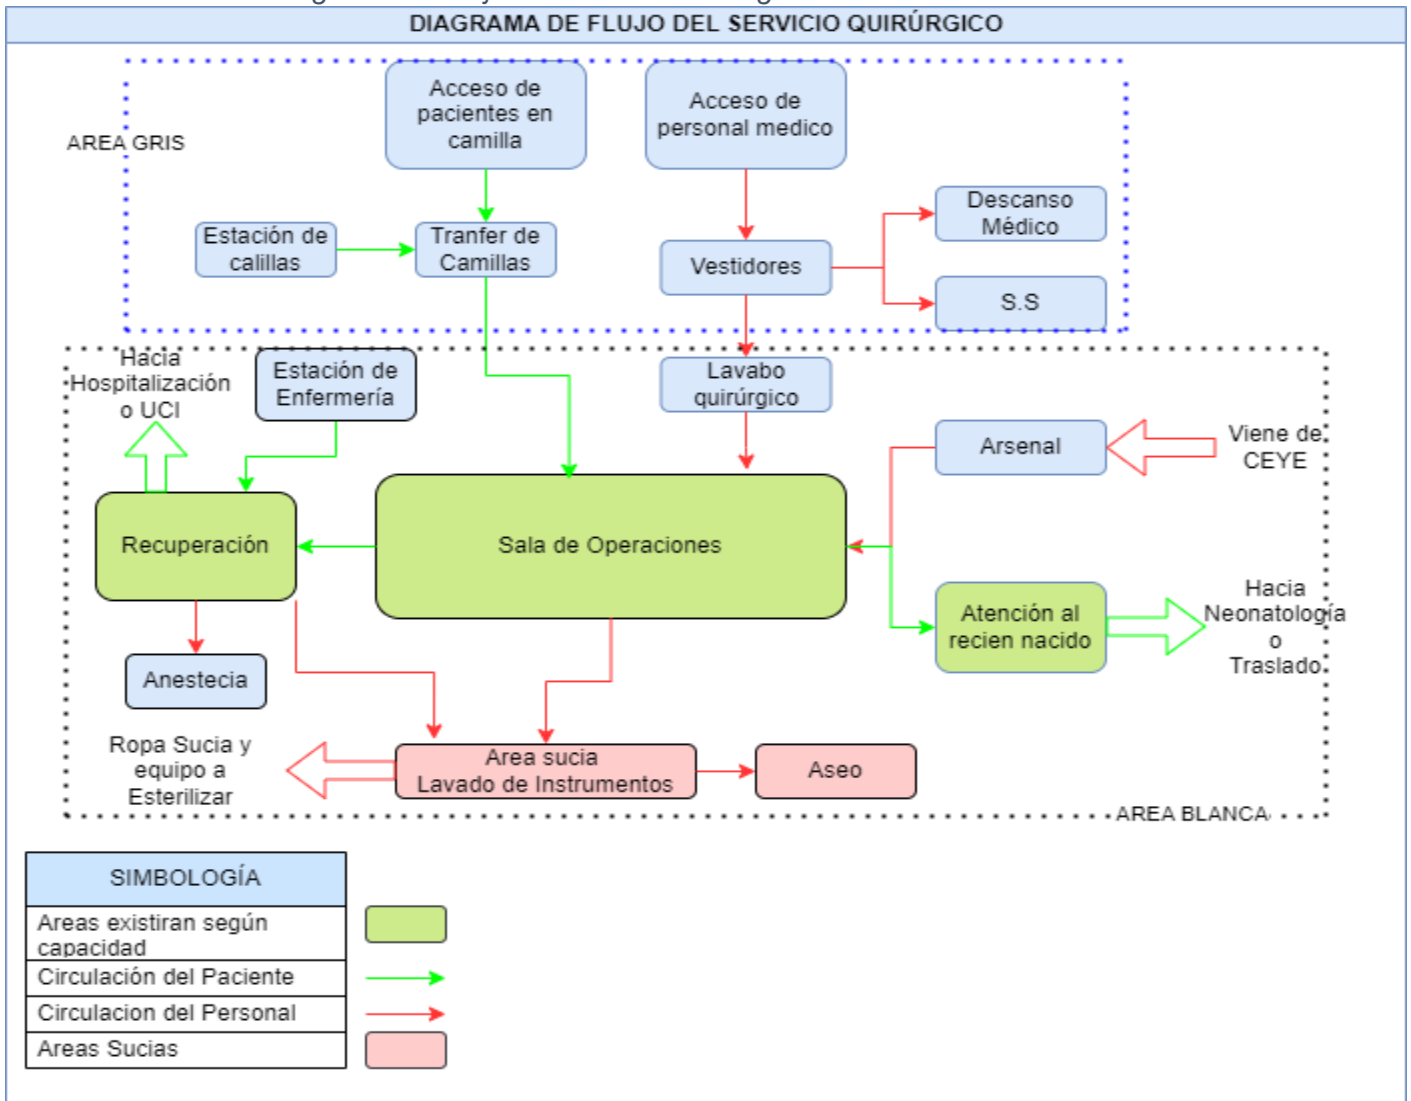 DIAGRAMA DE FLUJO DEL SERVICIO QUIRÚRGICO
Acceso de
pacientes en
camilla
Acceso de
personal medico
AREA GRIS
Descanso
Médico
Estación de
calillas
Tranfer de
Camillas
Vestidores
S.S
Hacia
Hospitalización
o UCI
Estación de
Enfermería
Lavabo
quirúrgico
Arsenal
Viene de
CEYE
Recuperación
Sala de Operaciones
Atención al
recien nacido
Hacia
Neonatología
o
Traslado
Anestecia
Ropa Sucia y
equipo a
Esterilizar
Area sucia
Lavado de Instrumentos
Aseo
AREA BLANCA
SIMBOLOGÍA
Areas existiran según
capacidad
Circulación del Paciente
Circulacion del Personal
Areas Sucias